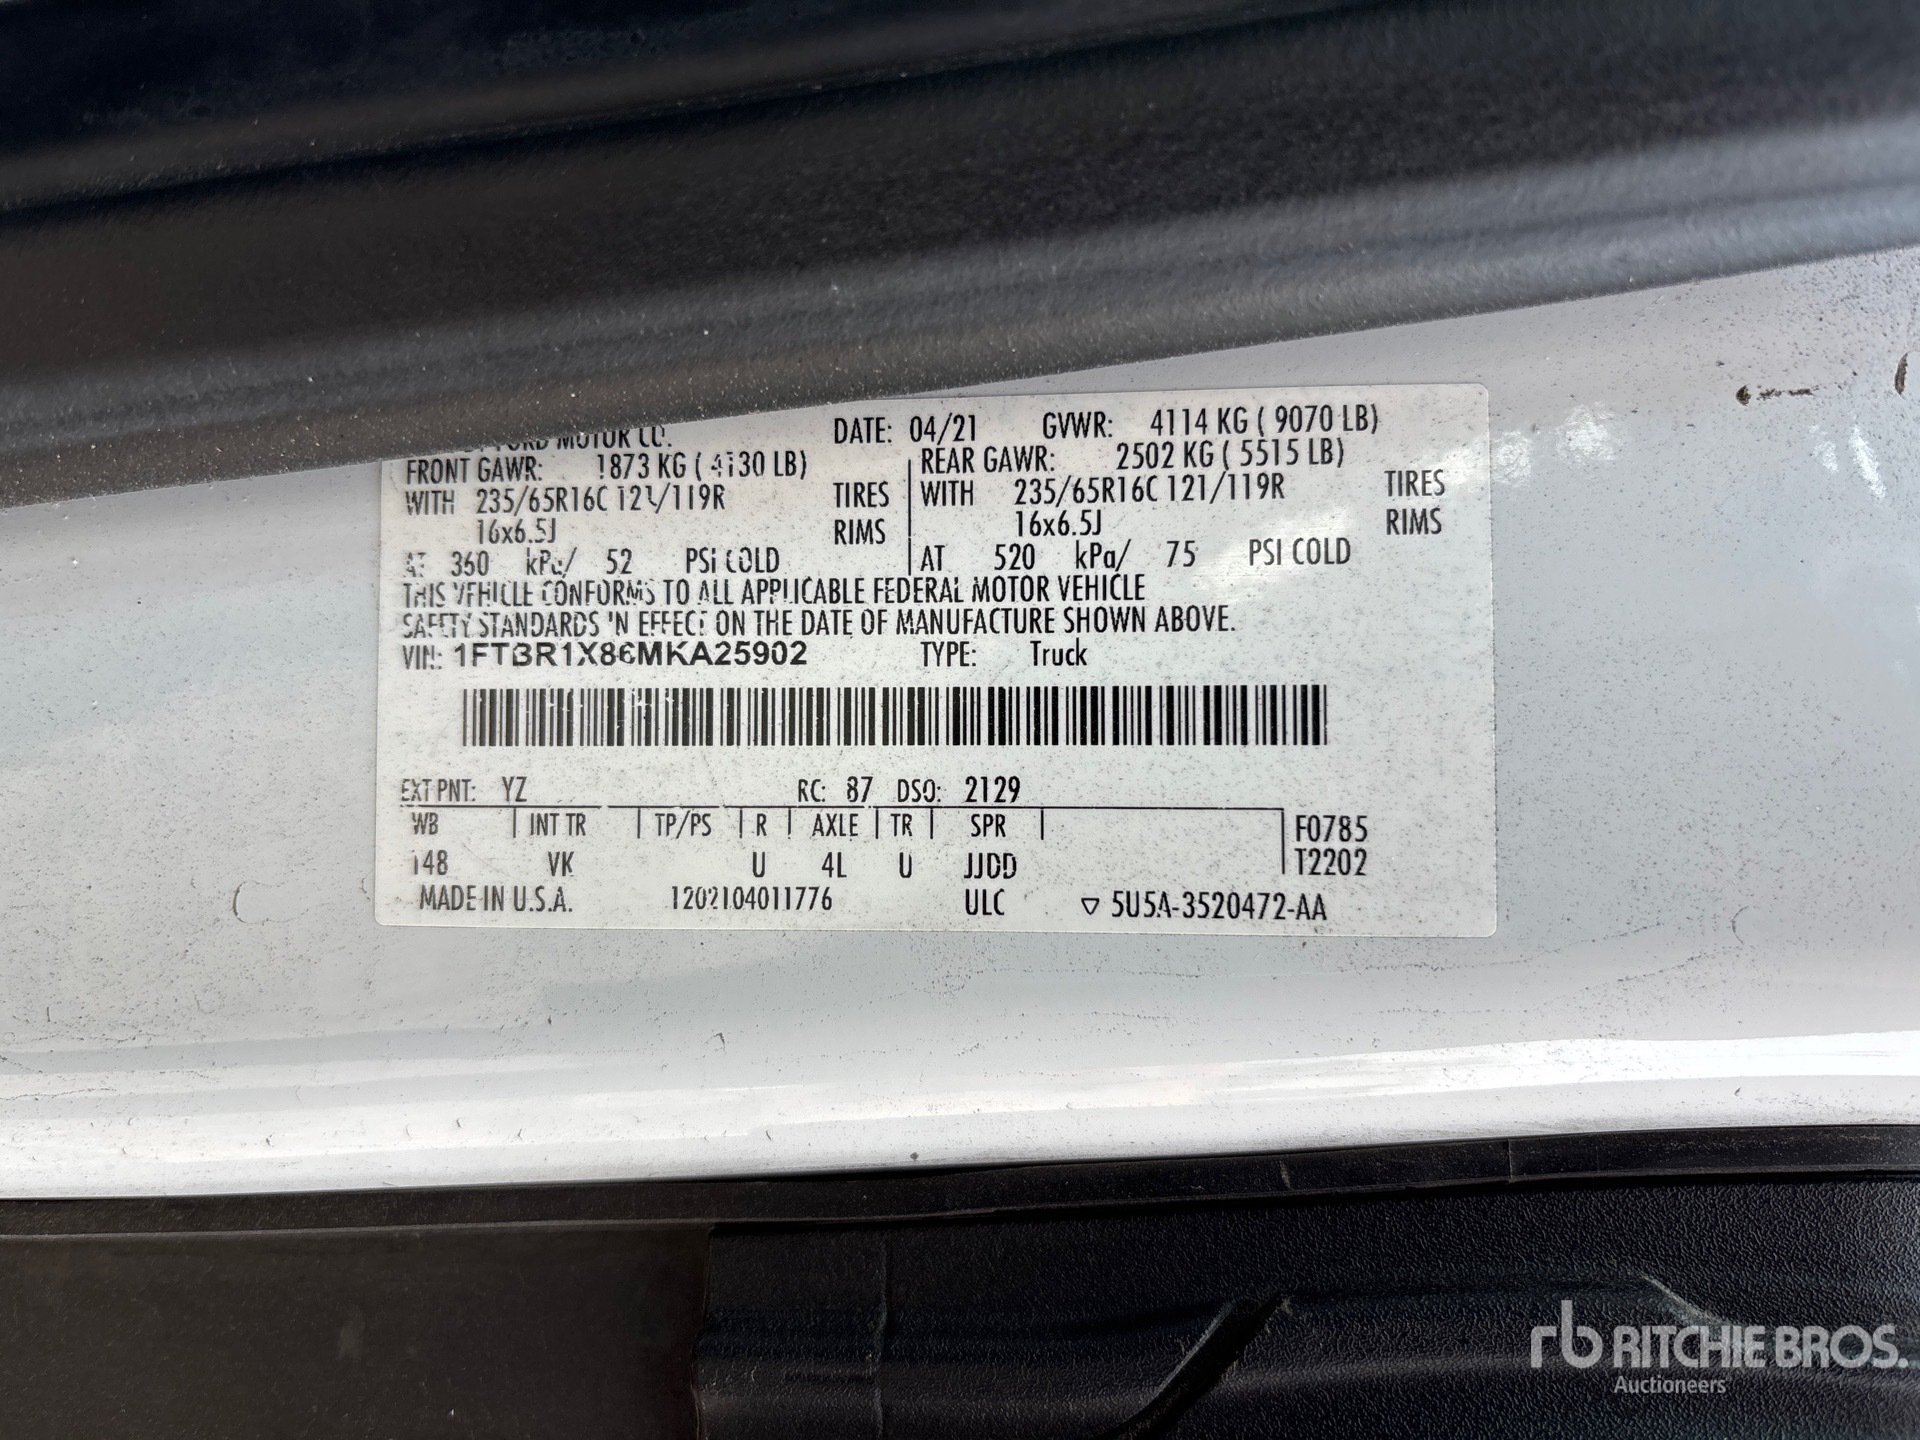 FORD MOTOR CO. DATE: 04/21 GVWR: 4114 KG ( 9070 LB)
FRONT GAWR: 1873 KG ( 4130 LB) REAR GAWR: 2502 KG ( 5515 LB)
WITH 235/65R16C 121/119R TIRES WITH 235/65R16C 121/119R TIRES
16x6.5J RIMS 16x6.5J RIMS
AT 360 kPa/ 52 PSI COLD AT 520 kPa/ 75 PSI COLD
THIS VEHICLE CONFORMS TO ALL APPLICABLE FEDERAL MOTOR VEHICLE
SAFETY STANDARDS IN EFFECT ON THE DATE OF MANUFACTURE SHOWN ABOVE.
VIN: 1FTBR1X86MKA25902 TYPE: Truck
EXT PNT: YZ RC: 87 DSO: 2129
WB INT TR TP/PS R AXLE TR SPR F0785
148 VK U 4L U JJDD T2202
MADE IN U.S.A. 1202104011776 ULC ▽ 5U5A-3520472-AA
rb RITCHIE BROS.
Auctioneers